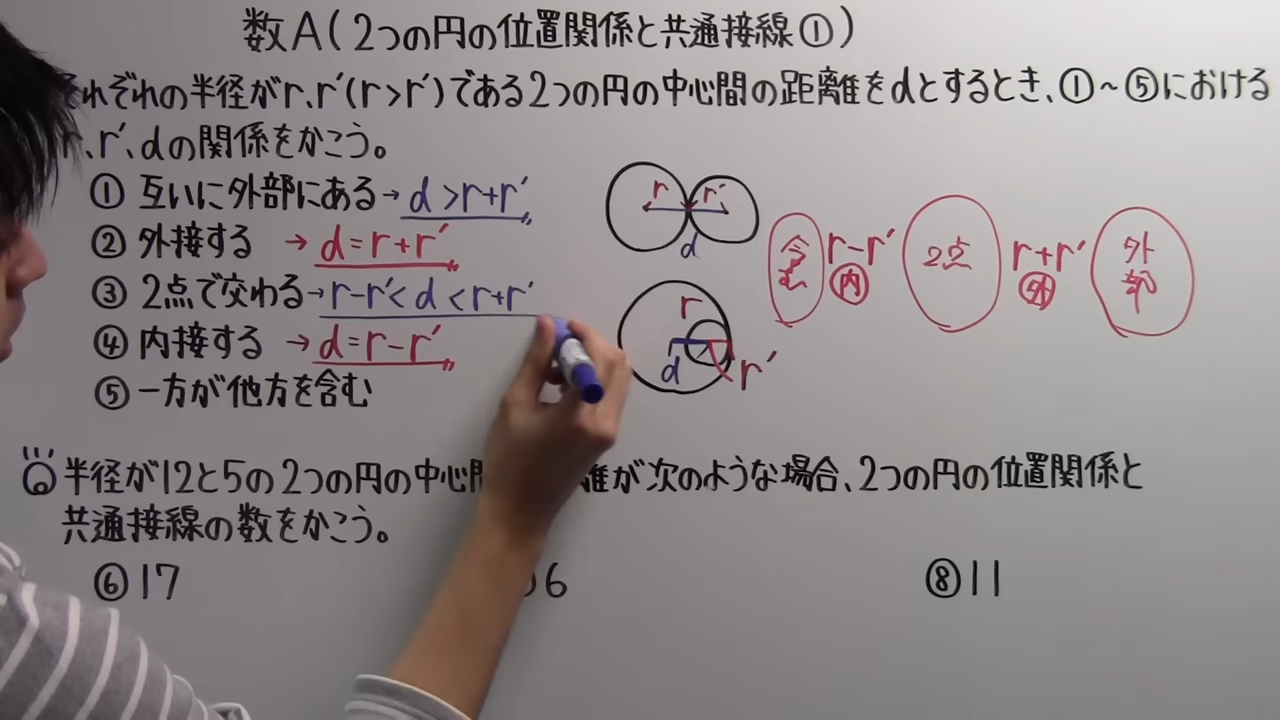 数A(2つの円の位置関係と共通接線①)
それぞれの半径がr、r′(r>r′)である2つの円の中心間の距離をdとするとき、①~⑤における
r、r′、dの関係をかこう。
① 互いに外部にある→d>r+r′
② 外接する →d=r+r′
③ 2点で交わる→r-r′<d<r+r′
④ 内接する →d=r-r′
⑤ 一方が他方を含む
r r′
d
r
d r′
含む r-r′ 2点 r+r′ 外部
内 外
Q 半径が12と5の2つの円の中心間 離が次のような場合、2つの円の位置関係と
共通接線の数をかこう。
⑥ 17 6 ⑧ 11